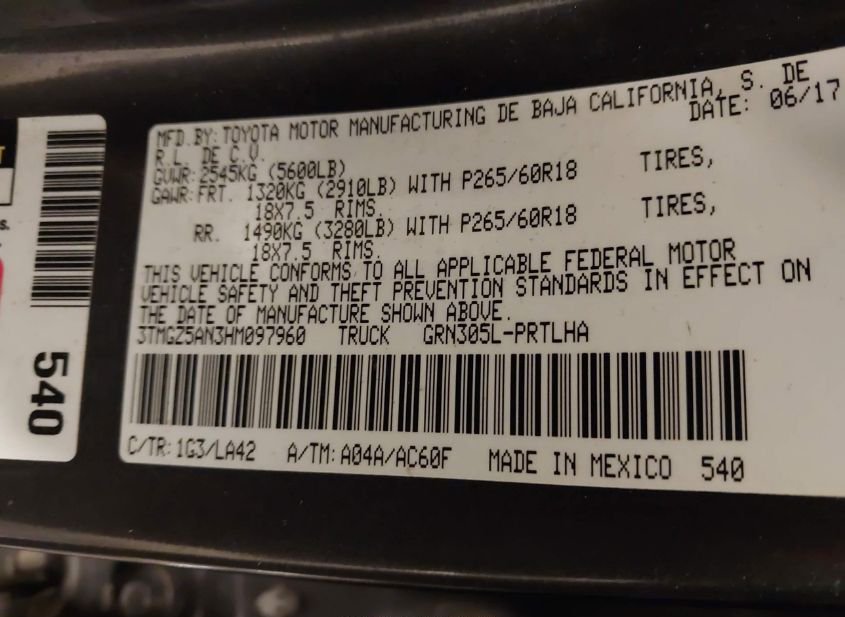 MFD.BY: TOYOTA MOTOR MANUFACTURING DE BAJA CALIFORNIA, S. DE
R.L. DE C.V. DATE: 06/17
GVWR: 2545KG (5600LB)
GAWR: FRT. 1320KG (2910LB) WITH P265/60R18 TIRES,
18X7.5 RIMS.
RR. 1490KG (3280LB) WITH P265/60R18 TIRES,
18X7.5 RIMS.
THIS VEHICLE CONFORMS TO ALL APPLICABLE FEDERAL MOTOR
VEHICLE SAFETY AND THEFT PREVENTION STANDARDS IN EFFECT ON
THE DATE OF MANUFACTURE SHOWN ABOVE.
3TMGZ5AN3HM097960 TRUCK GRN305L-PRTLHA
C/TR: 1G3/LA42 A/TM: A04A/AC60F MADE IN MEXICO 540
540